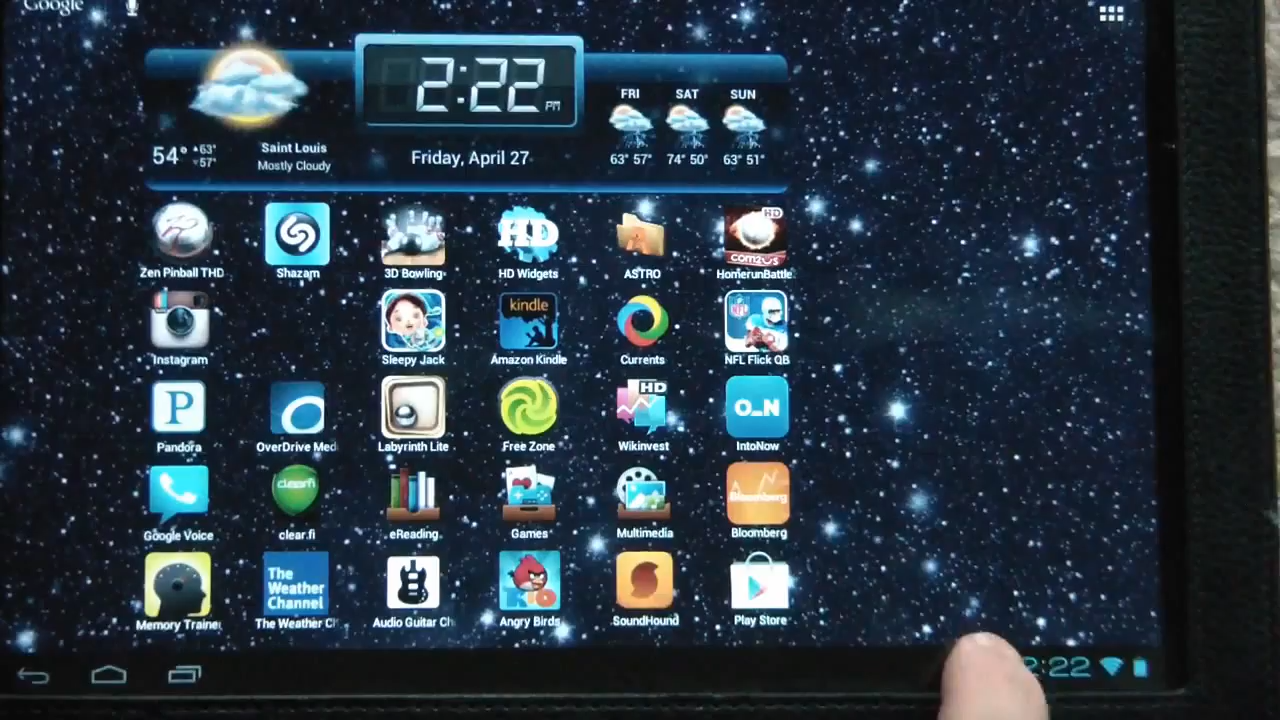 Google
2:22 PM
FRI SAT SUN
54° 63° 57°
Saint Louis
Mostly Cloudy
Friday, April 27
63° 57° 74° 50° 63° 51°
HD
HD
com2us
Zen Pinball THD Shazam 3D Bowling HD Widgets ASTRO HomerunBattle
kindle
NFL
Instagram Sleepy Jack Amazon Kindle Currents NFL Flick QB
P HD O_N
Pandora OverDrive Med Labyrinth Lite Free Zone Wikinvest IntoNow
clearfi Bloomberg
Google Voice clear.fi eReading Games Multimedia Bloomberg
The
Weather
Channel
RIO
Memory Trainer The Weather Ch Audio Guitar Ch Angry Birds SoundHound Play Store
2:22